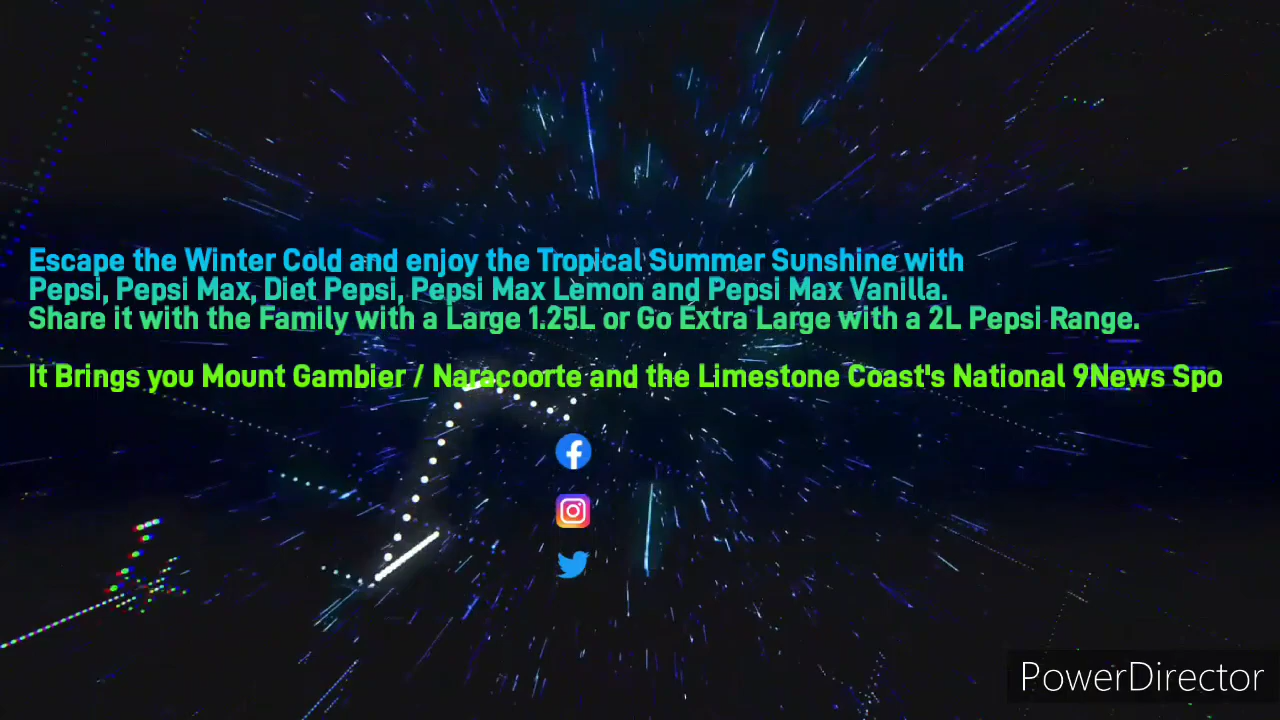 Escape the Winter Cold and enjoy the Tropical Summer Sunshine with
Pepsi, Pepsi Max, Diet Pepsi, Pepsi Max Lemon and Pepsi Max Vanilla.
Share it with the Family with a Large 1.25L or Go Extra Large with a 2L Pepsi Range.
It Brings you Mount Gambier / Naracoorte and the Limestone Coast's National 9News Spo
PowerDirector